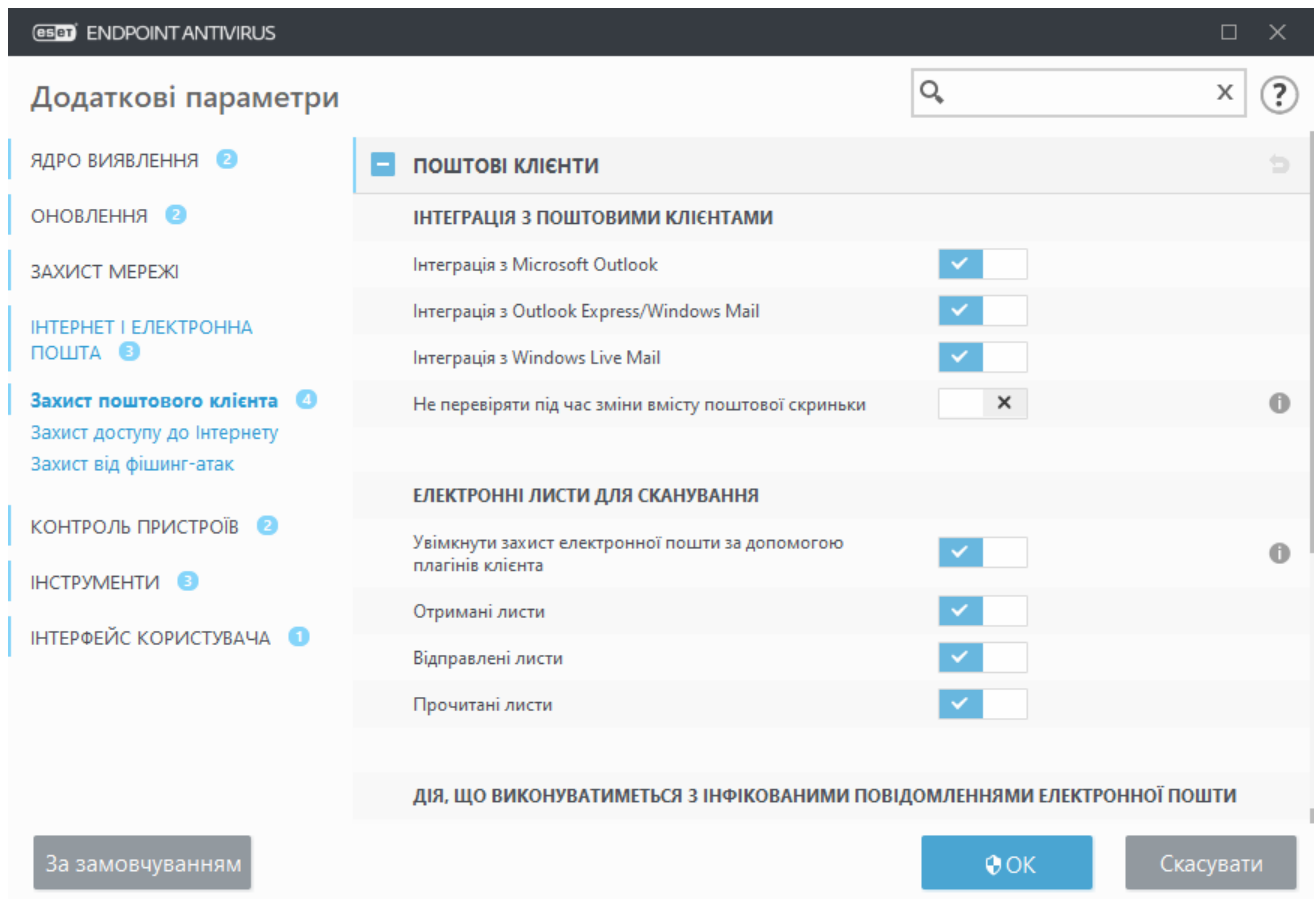 eset ENDPOINT ANTIVIRUS
Додаткові параметри
ЯДРО ВИЯВЛЕННЯ 2
ОНОВЛЕННЯ 2
ЗАХИСТ МЕРЕЖІ
ІНТЕРНЕТ І ЕЛЕКТРОННА
ПОШТА 3
Захист поштового клієнта 4
Захист доступу до Інтернету
Захист від фішинг-атак
КОНТРОЛЬ ПРИСТРОЇВ 2
ІНСТРУМЕНТИ 3
ІНТЕРФЕЙС КОРИСТУВАЧА 1
ПОШТОВІ КЛІЄНТИ
ІНТЕГРАЦІЯ З ПОШТОВИМИ КЛІЄНТАМИ
Інтеграція з Microsoft Outlook
Інтеграція з Outlook Express/Windows Mail
Інтеграція з Windows Live Mail
Не перевіряти під час зміни вмісту поштової скриньки
ЕЛЕКТРОННІ ЛИСТИ ДЛЯ СКАНУВАННЯ
Увімкнути захист електронної пошти за допомогою
плагінів клієнта
Отримані листи
Відправлені листи
Прочитані листи
ДІЯ, ЩО ВИКОНУВАТИМЕТЬСЯ З ІНФІКОВАНИМИ ПОВІДОМЛЕННЯМИ ЕЛЕКТРОННОЇ ПОШТИ
За замовчуванням
OK
Скасувати